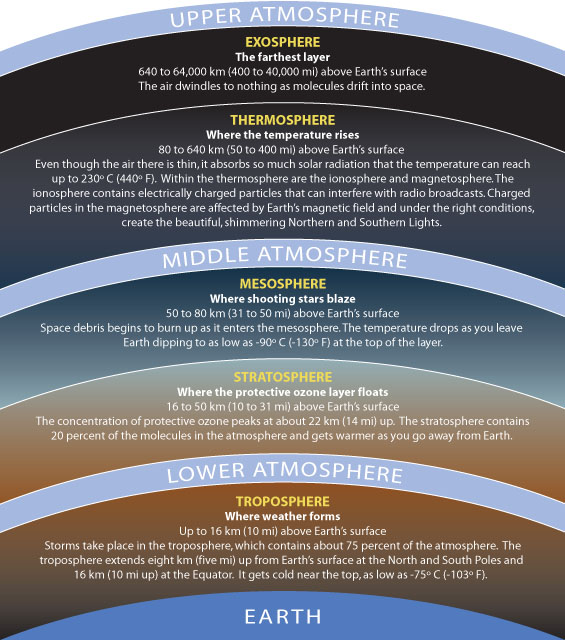 UPPER ATMOSPHERE
EXOSPHERE
The farthest layer
640 to 64,000 km (400 to 40,000 mi) above Earth's surface
The air dwindles to nothing as molecules drift into space.
THERMOSPHERE
Where the temperature rises
80 to 640 km (50 to 400 mi) above Earth's surface
Even though the air there is thin, it absorbs so much solar radiation that the temperature can reach
up to 230º C (440º F). Within the thermosphere are the ionosphere and magnetosphere. The
ionosphere contains electrically charged particles that can interfere with radio broadcasts. Charged
particles in the magnetosphere are affected by Earth's magnetic field and under the right conditions,
create the beautiful, shimmering Northern and Southern Lights.
MIDDLE ATMOSPHERE
MESOSPHERE
Where shooting stars blaze
50 to 80 km (31 to 50 mi) above Earth's surface
Space debris begins to burn up as it enters the mesosphere. The temperature drops as you leave
Earth dipping to as low as -90º C (-130º F) at the top of the layer.
STRATOSPHERE
Where the protective ozone layer floats
16 to 50 km (10 to 31 mi) above Earth's surface
The concentration of protective ozone peaks at about 22 km (14 mi) up. The stratosphere contains
20 percent of the molecules in the atmosphere and gets warmer as you go away from Earth.
LOWER ATMOSPHERE
TROPOSPHERE
Where weather forms
Up to 16 km (10 mi) above Earth's surface
Storms take place in the troposphere, which contains about 75 percent of the atmosphere. The
troposphere extends eight km (five mi) up from Earth's surface at the North and South Poles and
16 km (10 mi up) at the Equator. It gets cold near the top, as low as -75º C (-103º F).
EARTH